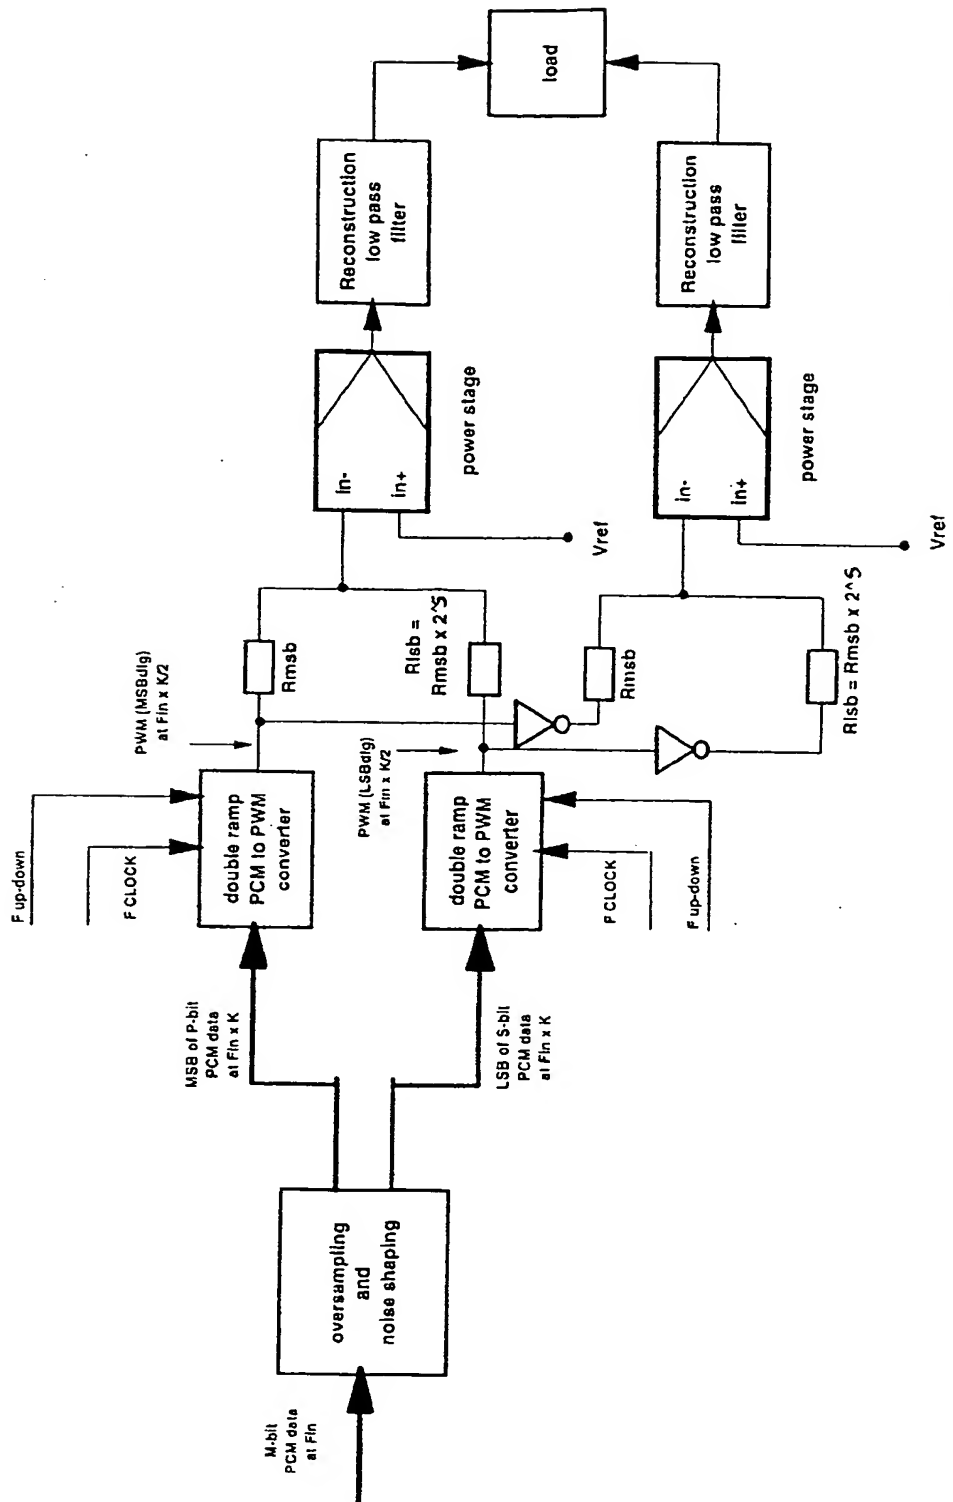 M-bit
PCM data
at Fin
oversampling
and
noise shaping
MSB of P-bit
PCM data
at Fin x K
LSB of S-bit
PCM data
at Fin x K
F up-down
F CLOCK
double ramp
PCM to PWM
converter
double ramp
PCM to PWM
converter
F CLOCK
F up-down
PWM (MSBdig)
at Fin x K/2
PWM (LSBdig)
at Fin x K/2
Rmsb
Rlsb =
Rmsb x 2^S
Rmsb
Rlsb = Rmsb x 2^S
in-
in+
power stage
Vref
in-
in+
power stage
Vref
Reconstruction
low pass
filter
Reconstruction
low pass
filter
load